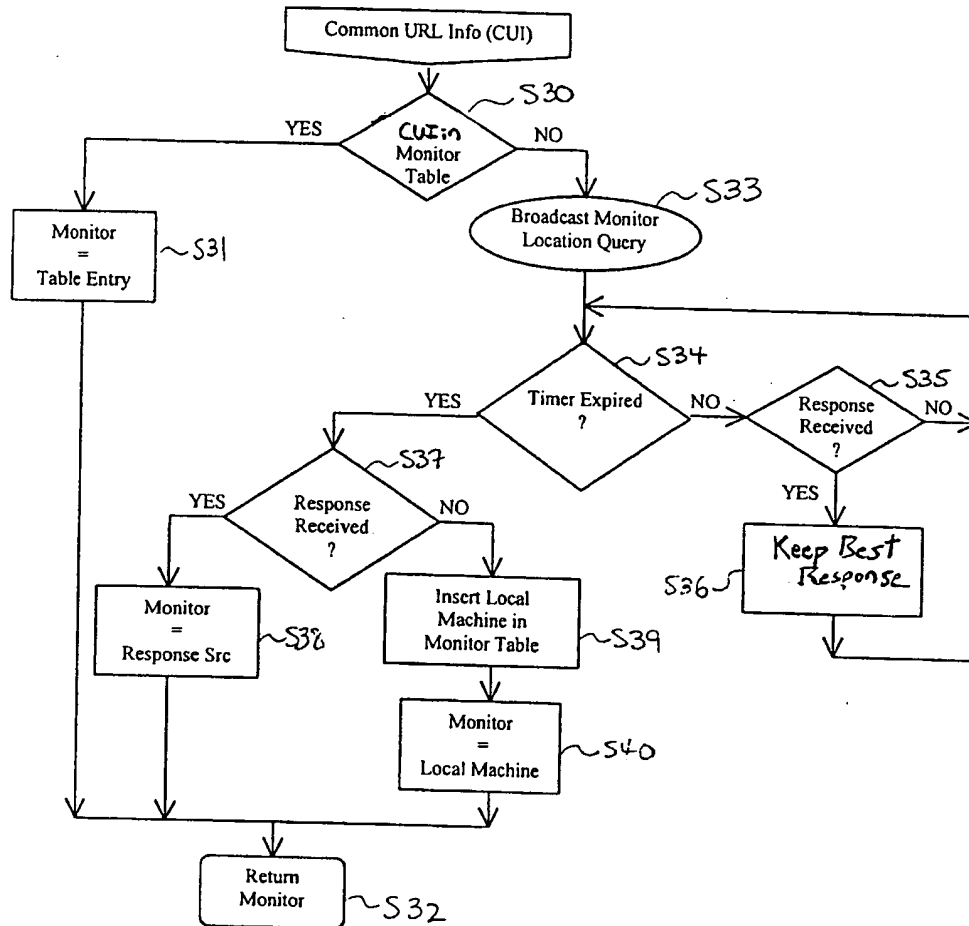 Common URL Info (CUI)
S30
YES
CUI in
Monitor
Table
NO
S33
Broadcast Monitor
Location Query
Monitor
=
Table Entry
S31
S34
Timer Expired
?
YES
NO
S35
Response
Received
?
NO
YES
S37
Response
Received
?
YES
NO
Keep Best
Response
S36
Monitor
=
Response Src
S38
Insert Local
Machine in
Monitor Table
S39
Monitor
=
Local Machine
S40
Return
Monitor
S32